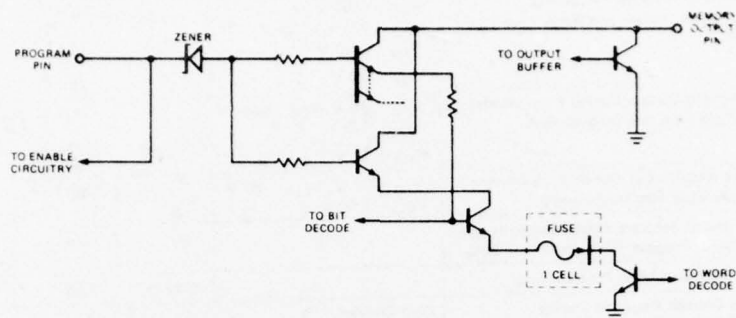 PROGRAM
PIN
ZENER
MEMORY
OUTPUT
PIN
TO OUTPUT
BUFFER
TO ENABLE
CIRCUITRY
TO BIT
DECODE
FUSE
1 CELL
TO WORD
DECODE